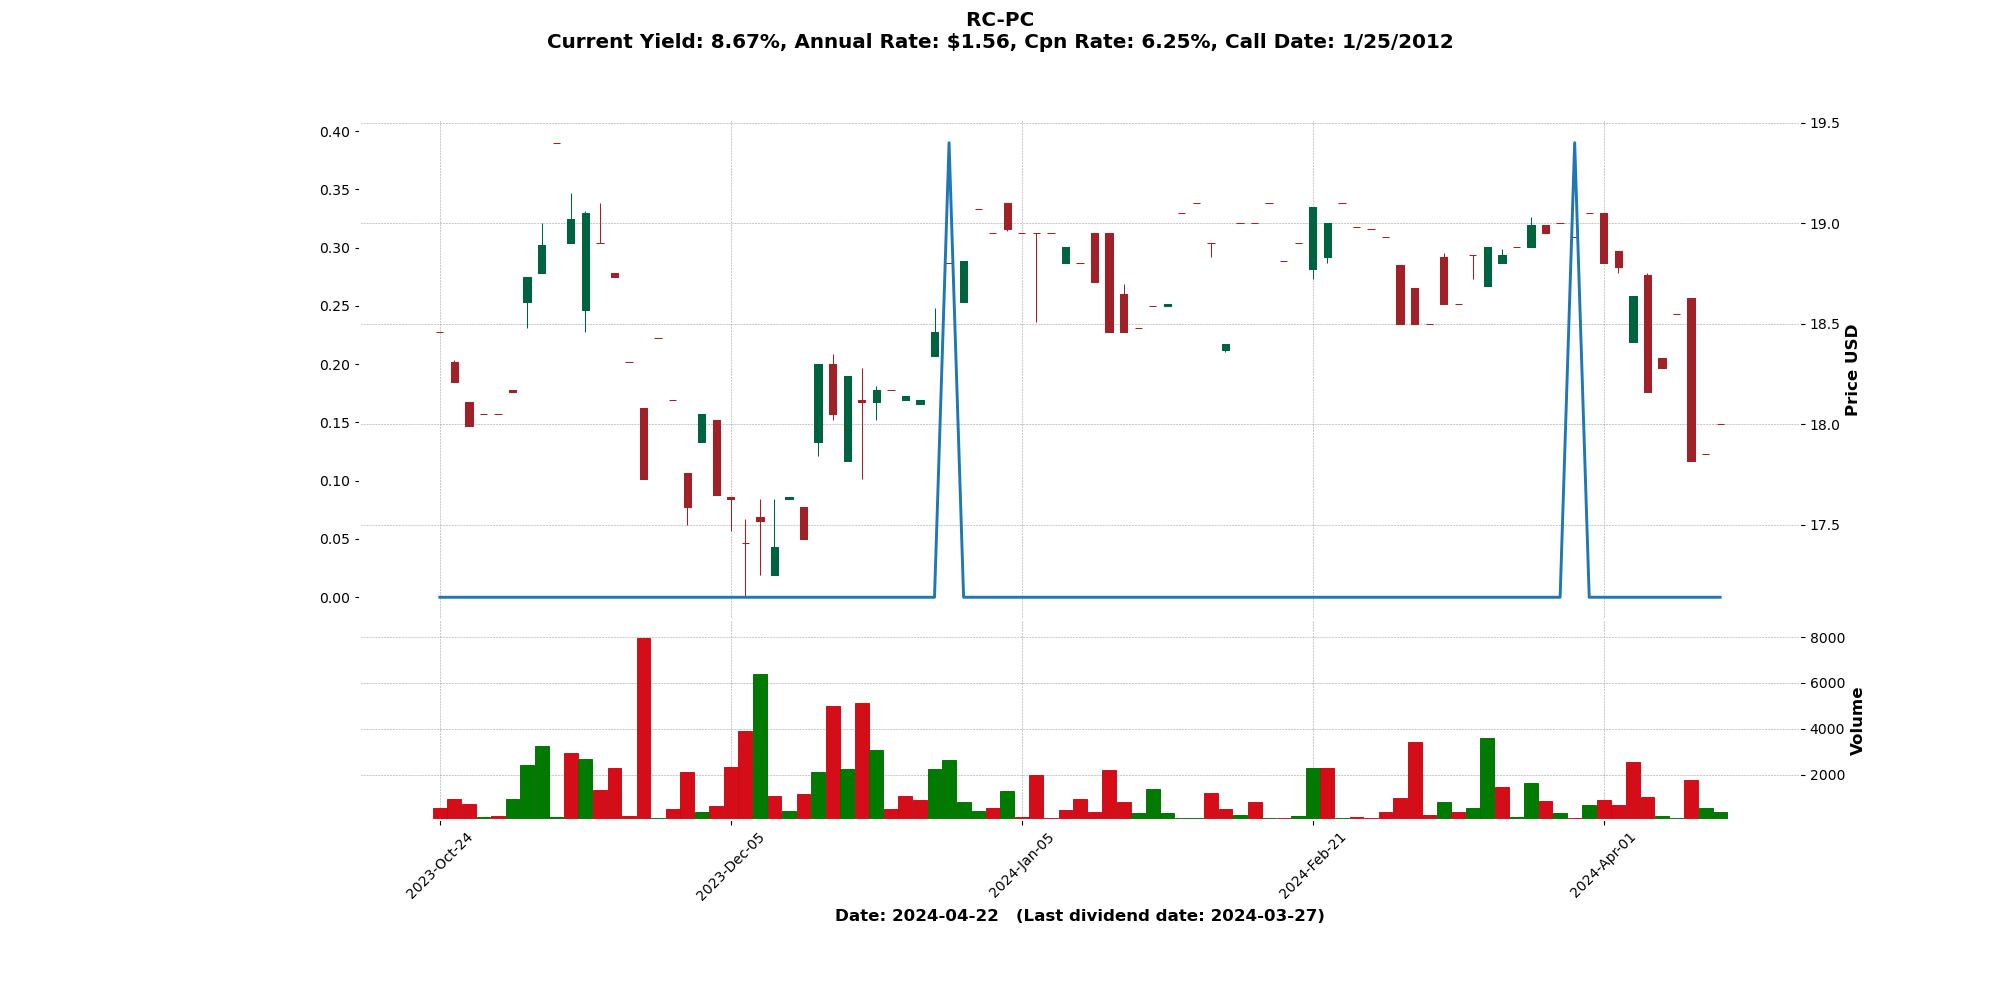 RC-PC
Current Yield: 8.67%, Annual Rate: $1.56, Cpn Rate: 6.25%, Call Date: 1/25/2012
0.40
0.35
0.30
0.25
0.20
0.15
0.10
0.05
0.00
19.5
19.0
18.5
18.0
17.5
Price USD
8000
6000
4000
2000
Volume
2023-Oct-24
2023-Dec-05
2024-Jan-05
2024-Feb-21
2024-Apr-01
Date: 2024-04-22 (Last dividend date: 2024-03-27)